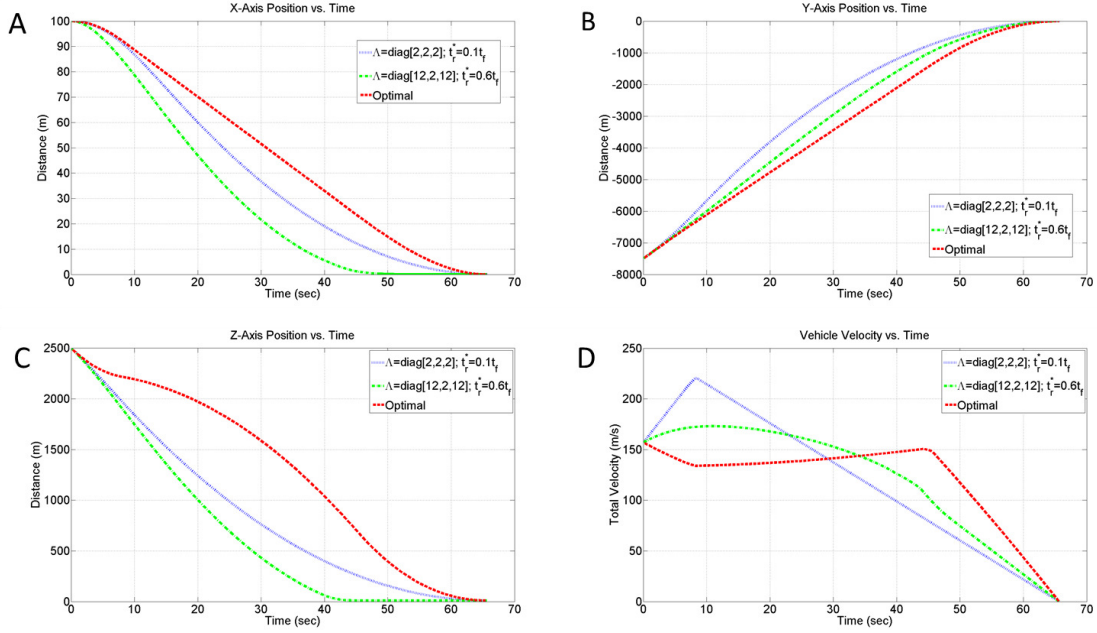 A
X-Axis Position vs. Time
100
90
80
70
60
50
40
30
20
10
0
Distance (m)
0 10 20 30 40 50 60 70
Time (sec)
Λ=diag[2,2,2]; t*r=0.1tf
Λ=diag[12,2,12]; t*r=0.6tf
Optimal
B
Y-Axis Position vs. Time
0
-1000
-2000
-3000
-4000
-5000
-6000
-7000
-8000
Distance (m)
0 10 20 30 40 50 60 70
Time (sec)
Λ=diag[2,2,2]; t*r=0.1tf
Λ=diag[12,2,12]; t*r=0.6tf
Optimal
C
Z-Axis Position vs. Time
2500
2000
1500
1000
500
0
Distance (m)
0 10 20 30 40 50 60 70
Time (sec)
Λ=diag[2,2,2]; t*r=0.1tf
Λ=diag[12,2,12]; t*r=0.6tf
Optimal
D
Vehicle Velocity vs. Time
250
200
150
100
50
0
Total Velocity (m/s)
0 10 20 30 40 50 60 70
Time (sec)
Λ=diag[2,2,2]; t*r=0.1tf
Λ=diag[12,2,12]; t*r=0.6tf
Optimal